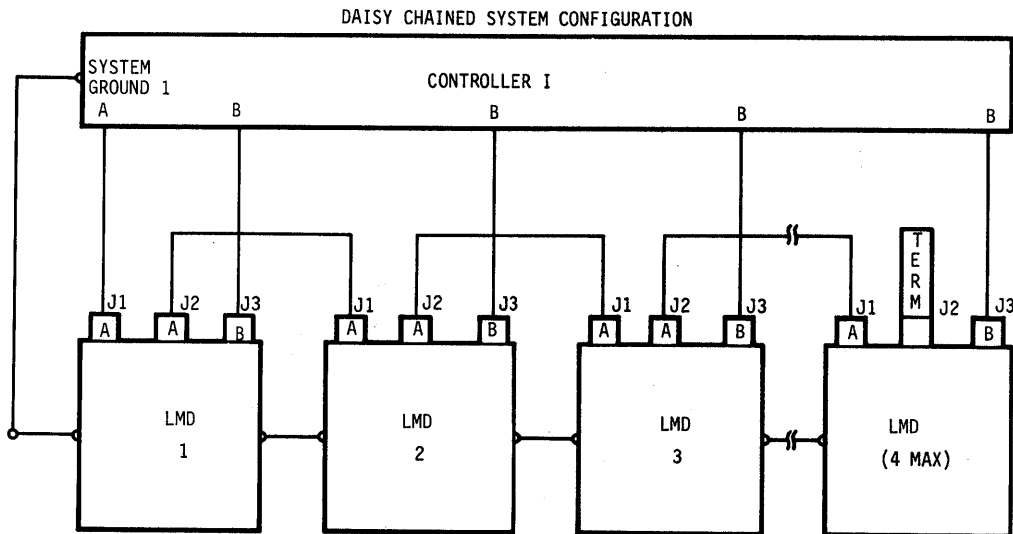 DAISY CHAINED SYSTEM CONFIGURATION
SYSTEM
GROUND 1
CONTROLLER I
A B B B B
J1 J2 J3 J1 J2 J3 J1 J2 J3 J1 TERM J2 J3
A A B A A B A A B A B
LMD
1
LMD
2
LMD
3
LMD
(4 MAX)